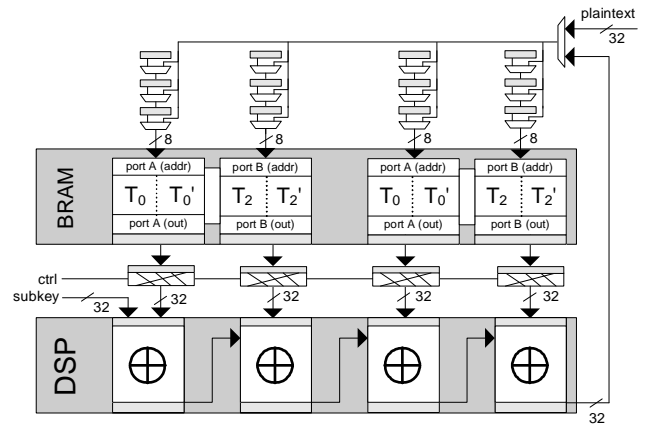 plaintext
32
8 8 8 8
BRAM
port A (addr) port B (addr) port A (addr) port B (addr)
T0 T0' T2 T2' T0 T0' T2 T2'
port A (out) port B (out) port A (out) port B (out)
ctrl
subkey
32 32 32 32 32
DSP
32